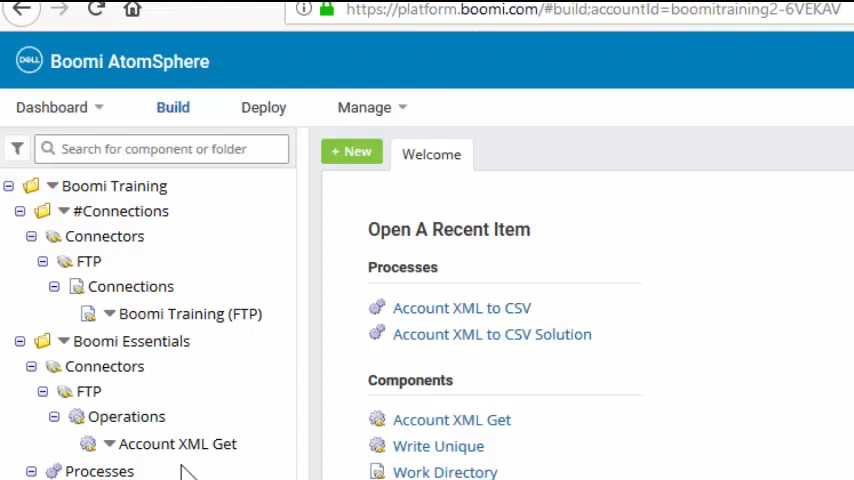 https://platform.boomi.com/#build;accountId=boomitraining2-6VEKAV
DELL Boomi AtomSphere
Dashboard Build Deploy Manage
Search for component or folder
+ New Welcome
Boomi Training
#Connections
Connectors
FTP
Connections
Boomi Training (FTP)
Boomi Essentials
Connectors
FTP
Operations
Account XML Get
Processes
Open A Recent Item
Processes
Account XML to CSV
Account XML to CSV Solution
Components
Account XML Get
Write Unique
Work Directory